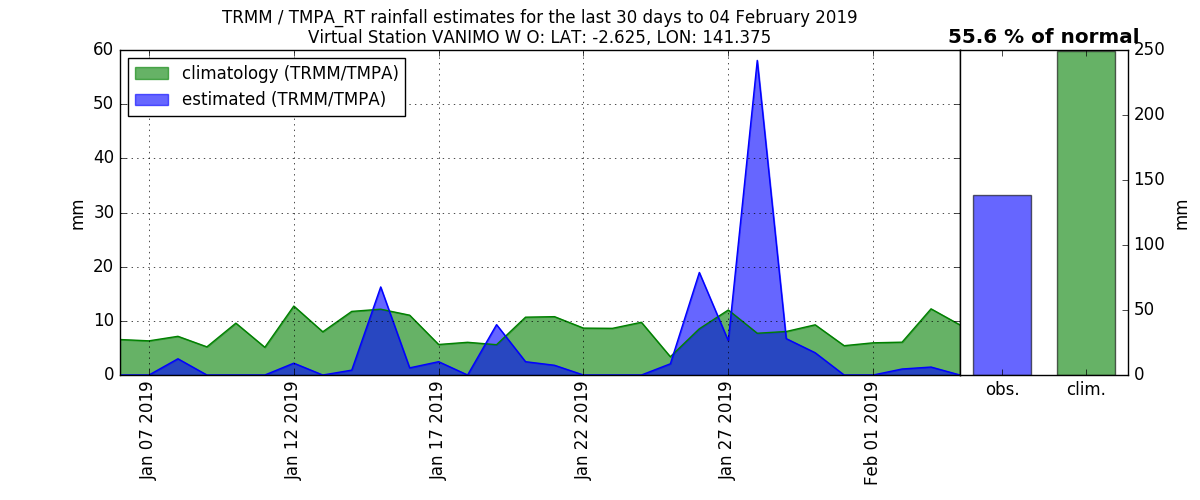 TRMM / TMPA_RT rainfall estimates for the last 30 days to 04 February 2019
Virtual Station VANIMO W O: LAT: -2.625, LON: 141.375
55.6 % of normal
climatology (TRMM/TMPA)
estimated (TRMM/TMPA)
60
50
40
30
20
10
0
mm
Jan 07 2019
Jan 12 2019
Jan 17 2019
Jan 22 2019
Jan 27 2019
Feb 01 2019
250
200
150
100
50
0
mm
obs.
clim.